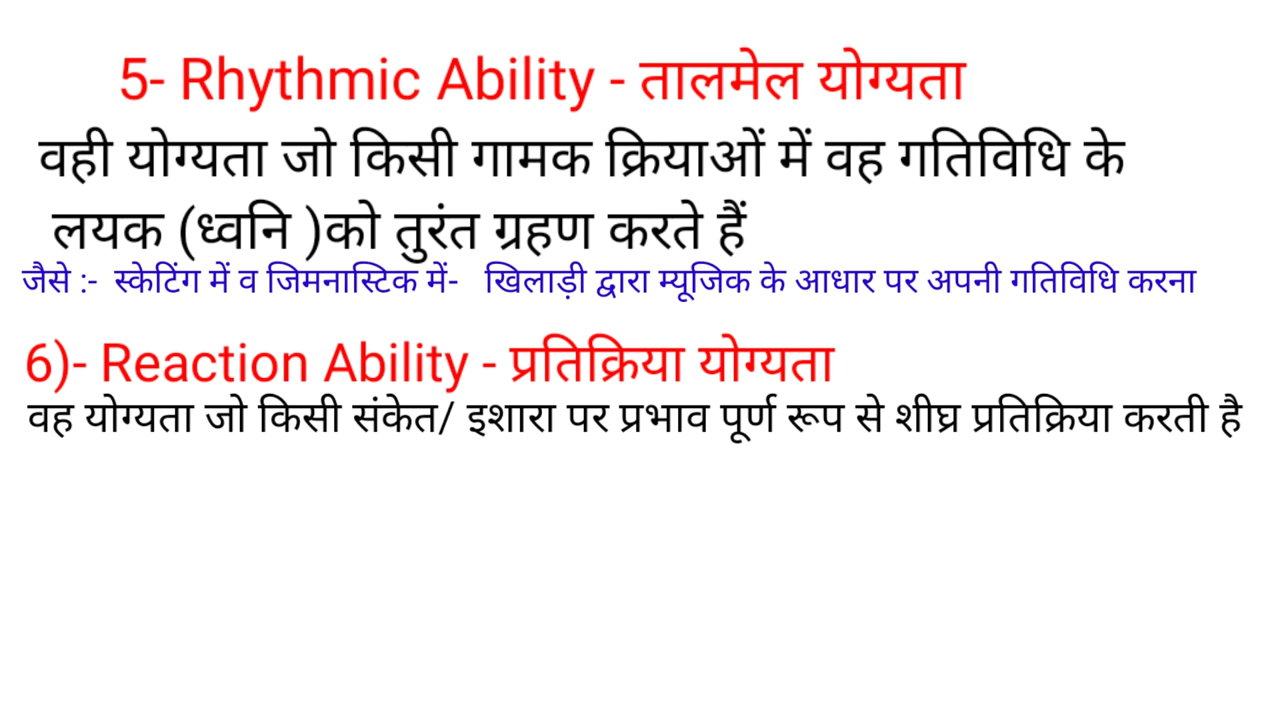 5- Rhythmic Ability - तालमेल योग्यता
वही योग्यता जो किसी गामक क्रियाओं में वह गतिविधि के
लयक (ध्वनि )को तुरंत ग्रहण करते हैं
जैसे :- स्केटिंग में व जिमनास्टिक में- खिलाड़ी द्वारा म्यूजिक के आधार पर अपनी गतिविधि करना
6)- Reaction Ability - प्रतिक्रिया योग्यता
वह योग्यता जो किसी संकेत/ इशारा पर प्रभाव पूर्ण रूप से शीघ्र प्रतिक्रिया करती है